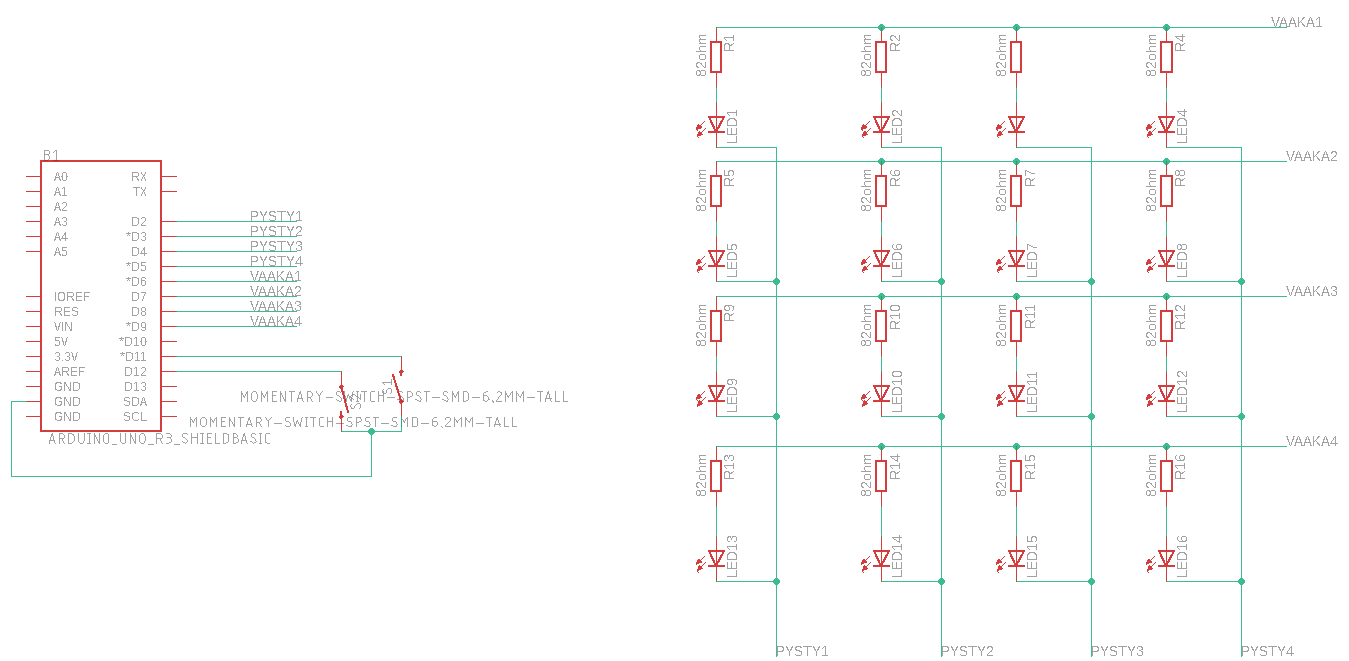 B1
A0 RX
A1 TX
A2
A3 D2 PYSTY1
A4 *D3 PYSTY2
A5 D4 PYSTY3
*D5 PYSTY4
*D6 VAAKA1
IOREF D7 VAAKA2
RES D8 VAAKA3
VIN *D9 VAAKA4
5V *D10
3.3V *D11
AREF D12
GND D13
GND SDA
GND SCL
ARDUINO_UNO_R3_SHIELDBASIC
S1
MOMENTARY-SWITCH-SPST-SMD-6.2MM-TALL
MOMENTARY-SWITCH-SPST-SMD-6.2MM-TALL
VAAKA1
82ohm R1 82ohm R2 82ohm 82ohm R4
LED1 LED2 LED4
VAAKA2
82ohm R5 82ohm R6 82ohm R7 82ohm R8
LED5 LED6 LED7 LED8
VAAKA3
82ohm R9 82ohm R10 82ohm R11 82ohm R12
LED9 LED10 LED11 LED12
VAAKA4
82ohm R13 82ohm R14 82ohm R15 82ohm R16
LED13 LED14 LED15 LED16
PYSTY1 PYSTY2 PYSTY3 PYSTY4